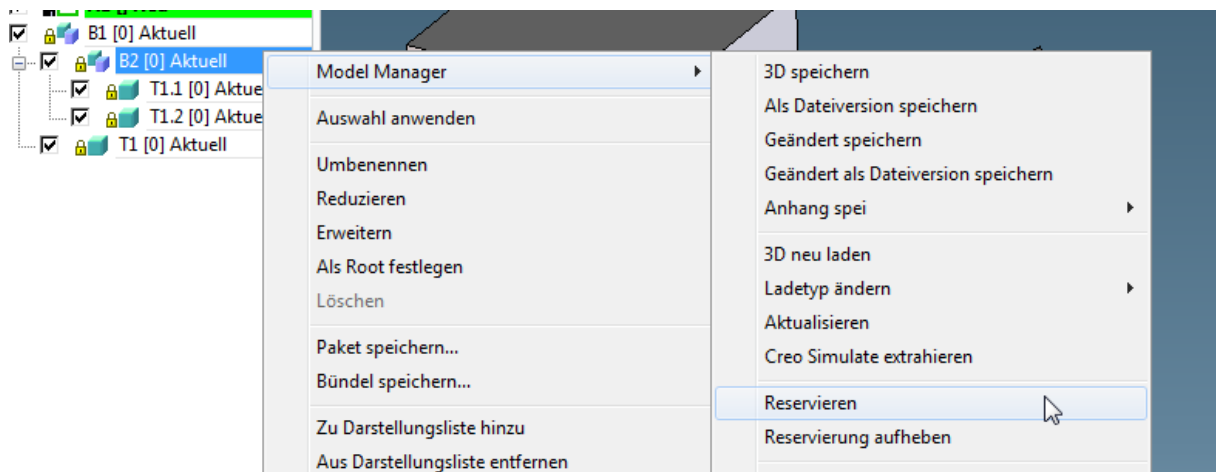 B1 [0] Aktuell
B2 [0] Aktuell
T1.1 [0] Aktue
T1.2 [0] Aktue
T1 [0] Aktuell
Model Manager
Auswahl anwenden
Umbenennen
Reduzieren
Erweitern
Als Root festlegen
Löschen
Paket speichern...
Bündel speichern...
Zu Darstellungsliste hinzu
Aus Darstellungsliste entfernen
3D speichern
Als Dateiversion speichern
Geändert speichern
Geändert als Dateiversion speichern
Anhang spei
3D neu laden
Ladetyp ändern
Aktualisieren
Creo Simulate extrahieren
Reservieren
Reservierung aufheben